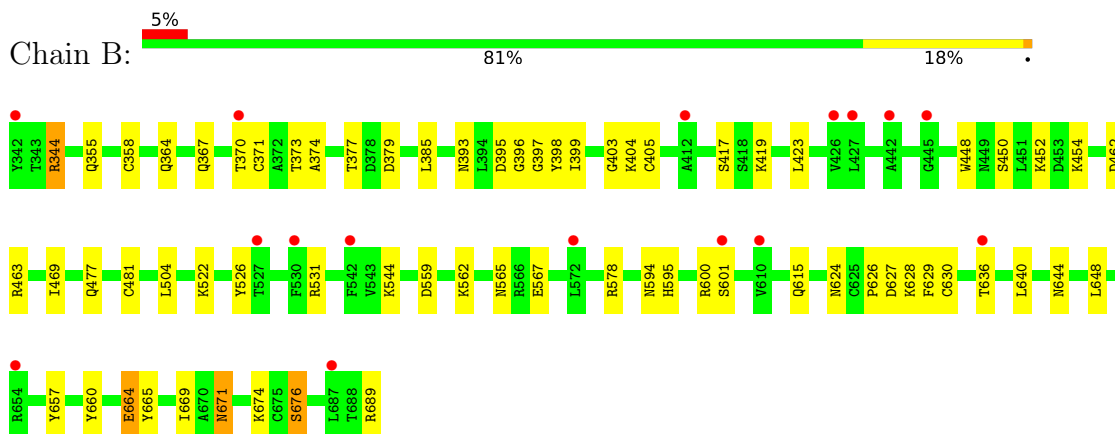 5%
Chain B:
81%
18%
•
Y342 T343 R344 Q355 C358 Q364 Q367 T370 C371 A372 T373 A374 T377 D378 D379 L385 N393 L394 D395 G396 G397 Y398 I399 G403 K404 C405 A412 S417 S418 K419 L423 V426 L427 A442 G445 W448 N449 S450 L451 K452 D453 K454 P462
R463 I469 Q477 C481 L504 K522 Y526 T527 F530 R531 F542 V543 K544 D559 K562 N565 R566 E567 L572 R578 N594 H595 R600 S601 V610 Q615 N624 C625 P626 D627 K628 F629 C630 T636 L640 N644 L648
R654 Y657 Y660 E664 Y665 I669 A670 N671 K674 C675 S676 L687 T688 R689